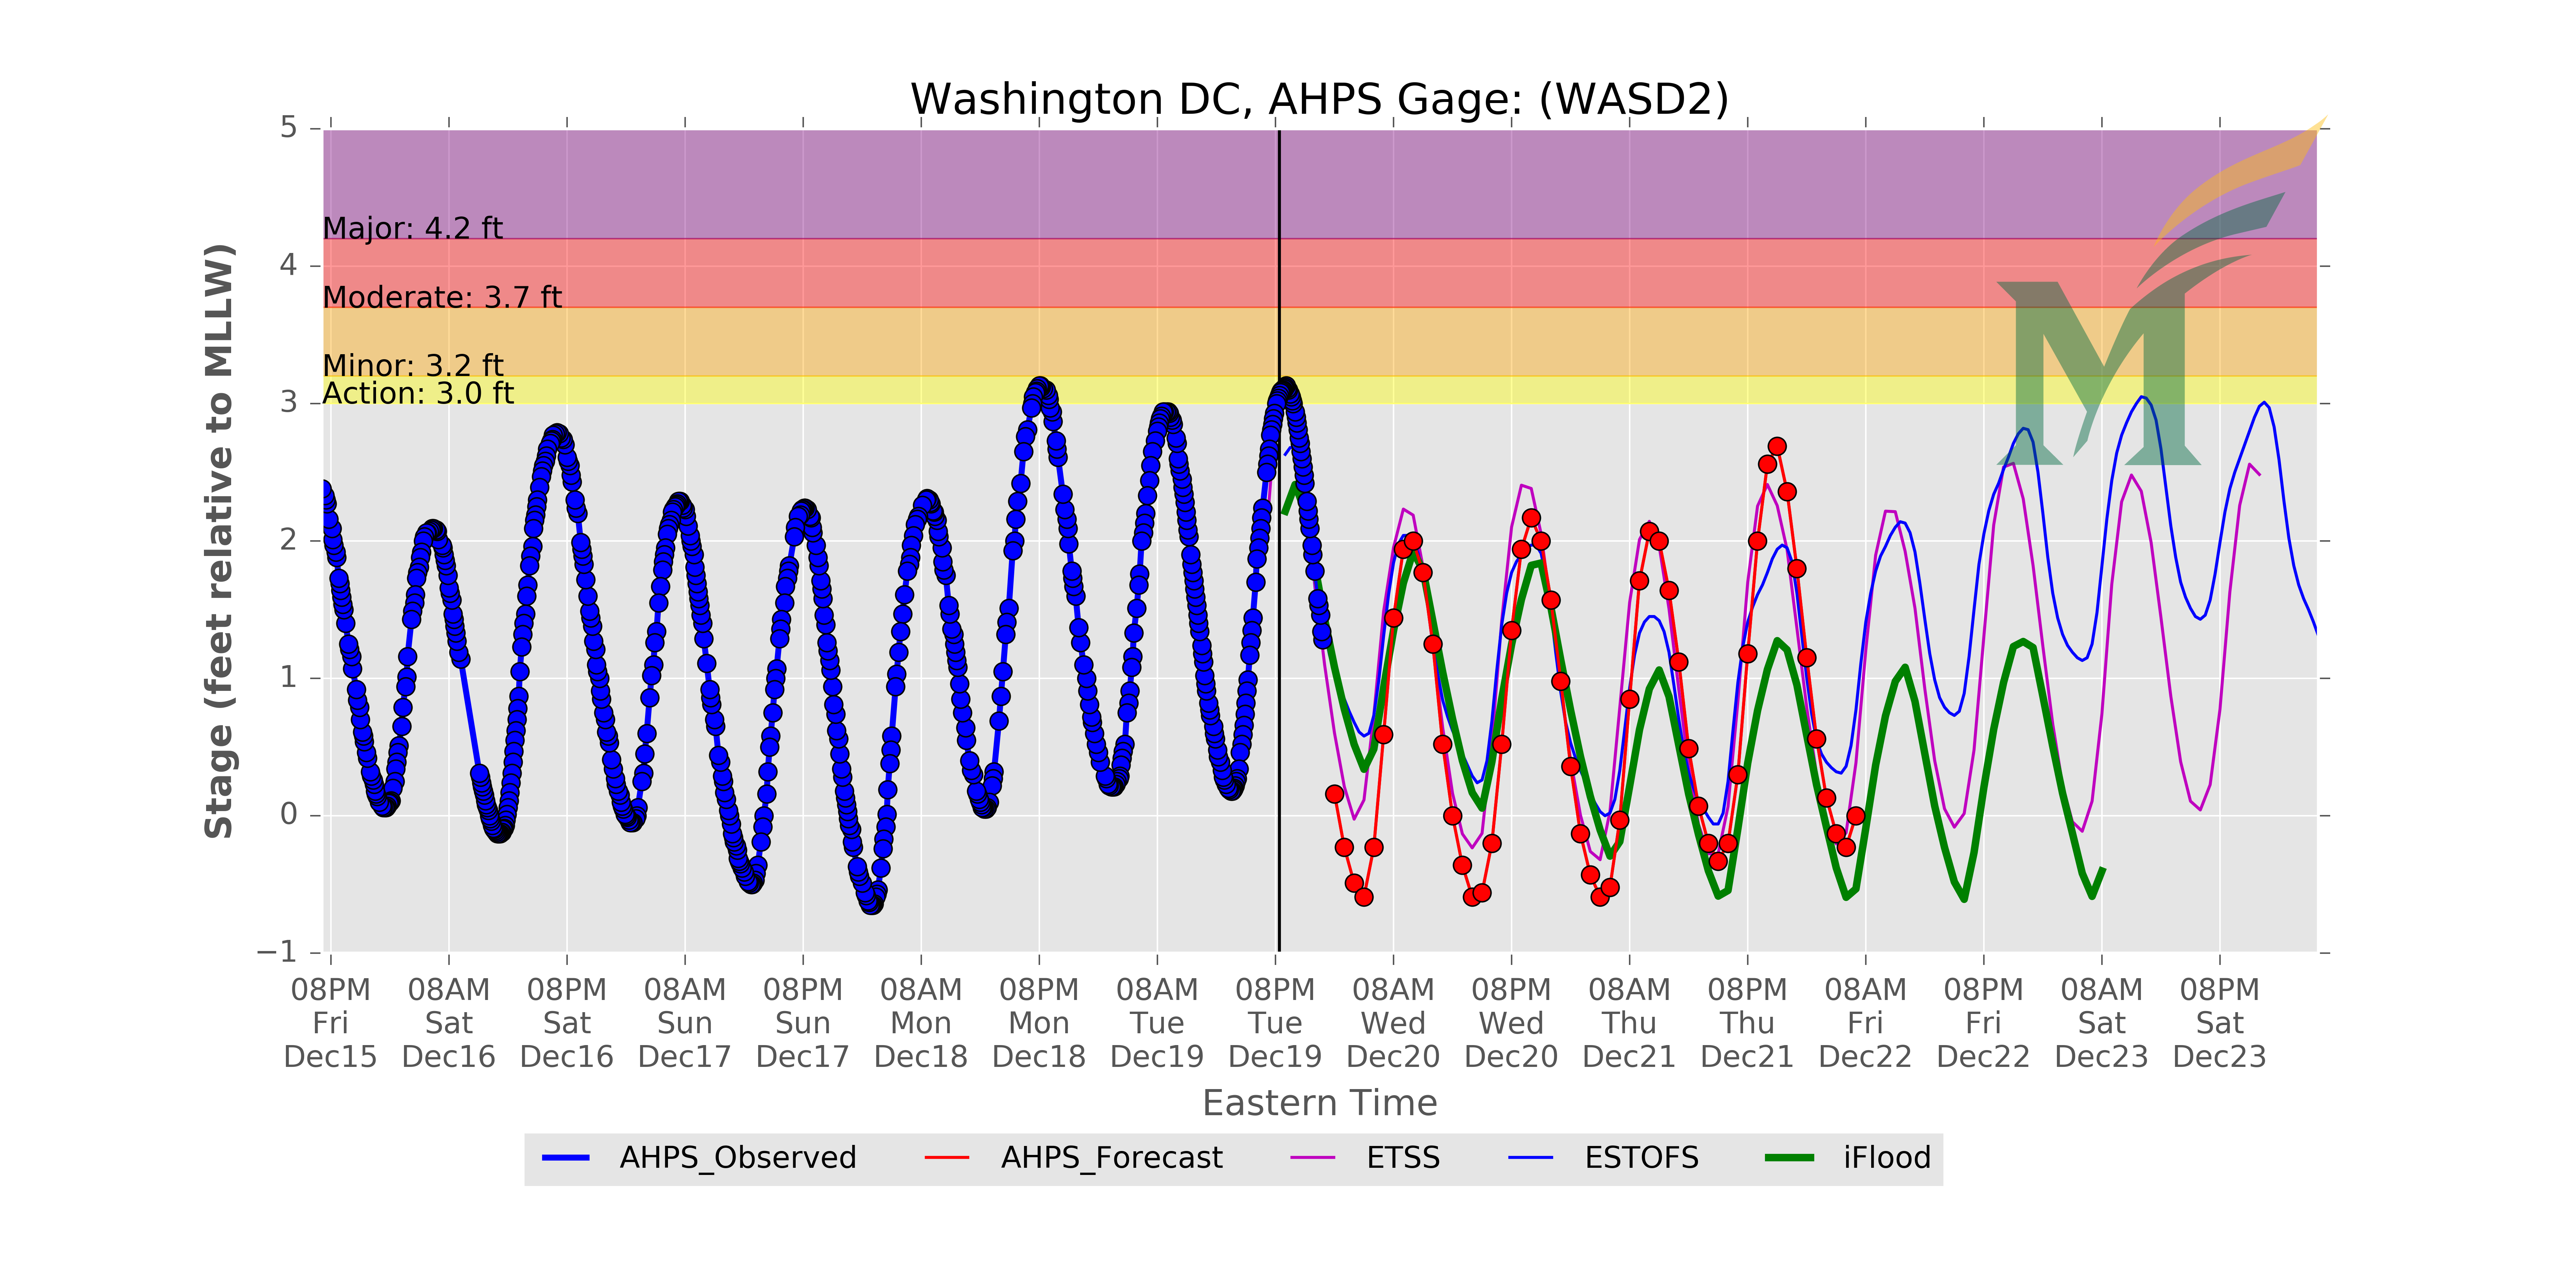 Washington DC, AHPS Gage: (WASD2)
5
4
3
2
1
0
−1
Stage (feet relative to MLLW)
Major: 4.2 ft
Moderate: 3.7 ft
Minor: 3.2 ft
Action: 3.0 ft
08PM 08AM 08PM 08AM 08PM 08AM 08PM 08AM 08PM 08AM 08PM 08AM 08PM 08AM 08PM 08AM 08PM
Fri Sat Sat Sun Sun Mon Mon Tue Tue Wed Wed Thu Thu Fri Fri Sat Sat
Dec15 Dec16 Dec16 Dec17 Dec17 Dec18 Dec18 Dec19 Dec19 Dec20 Dec20 Dec21 Dec21 Dec22 Dec22 Dec23 Dec23
Eastern Time
AHPS_Observed AHPS_Forecast ETSS ESTOFS iFlood
M